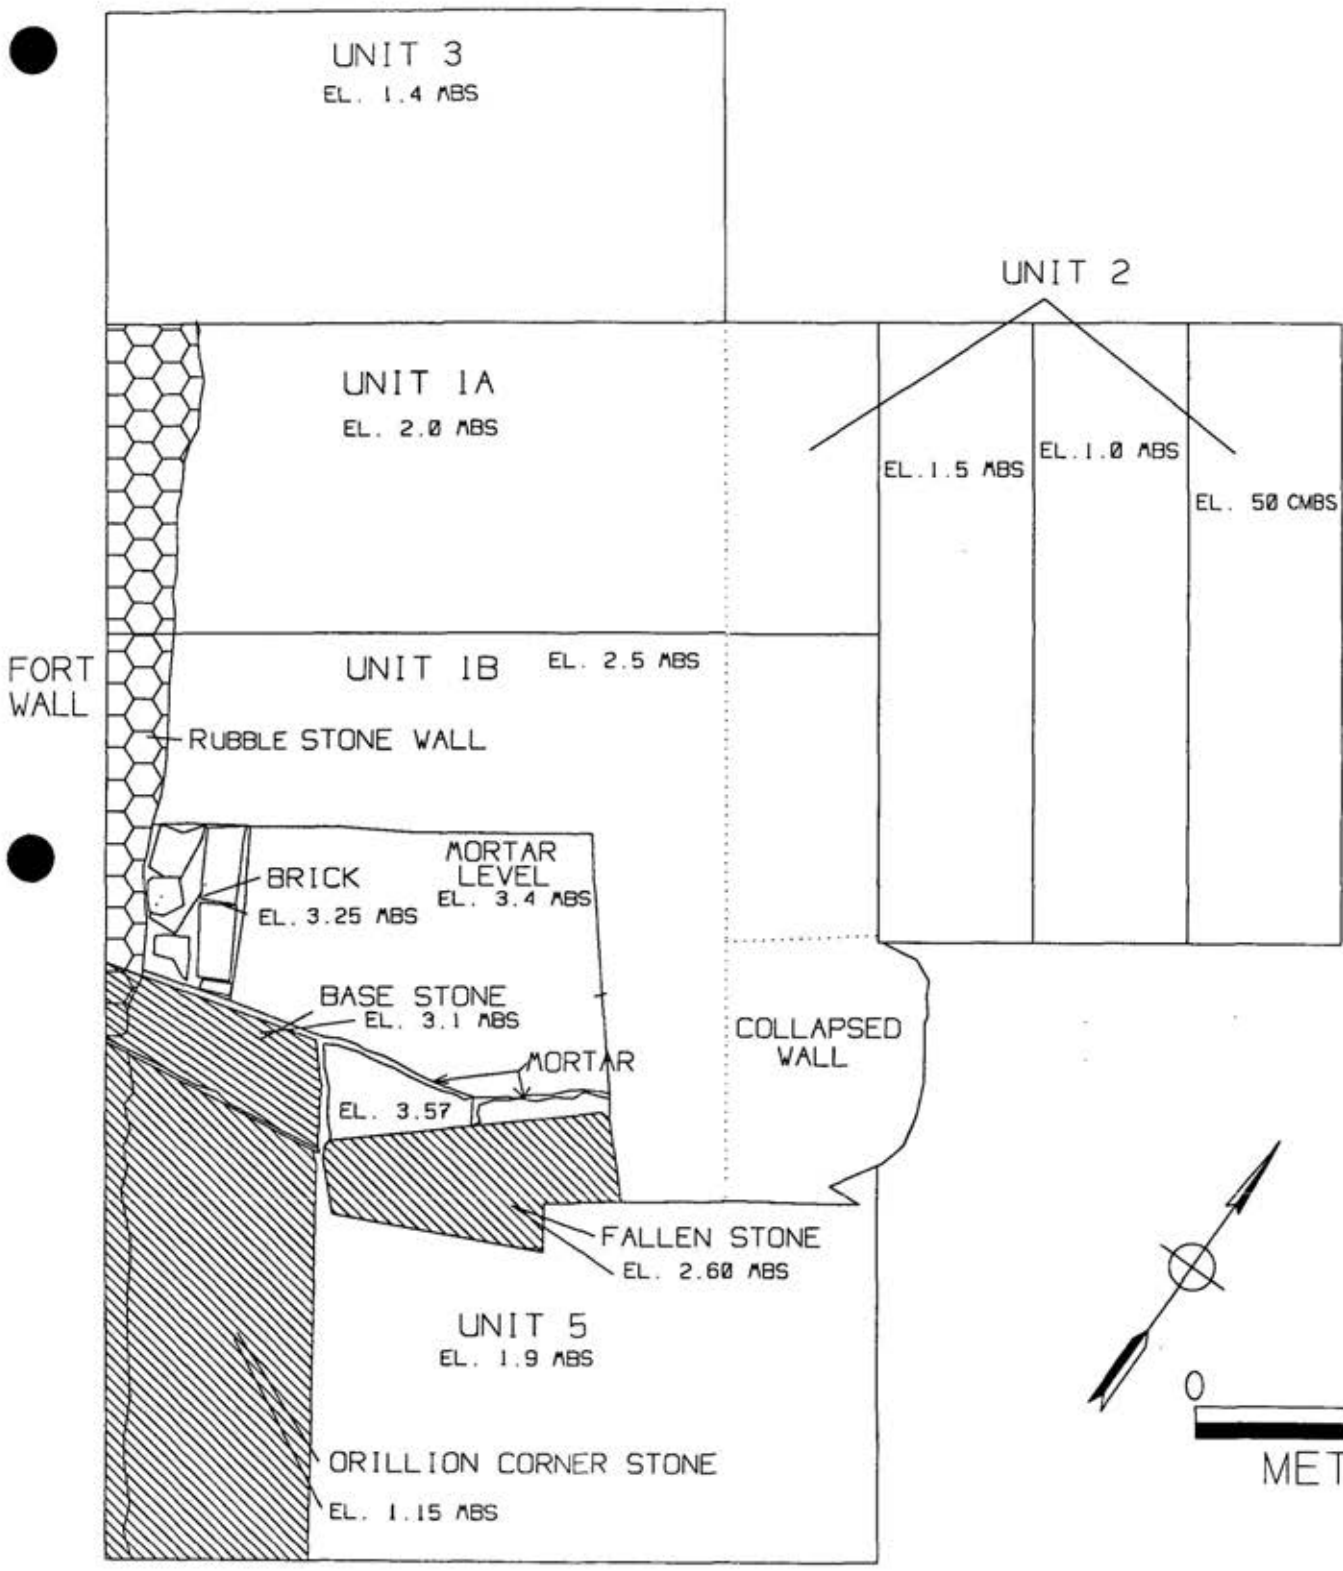 UNIT 3
EL. 1.4 MBS
UNIT 2
UNIT 1A
EL. 2.0 MBS
EL.1.5 MBS
EL.1.0 MBS
EL. 50 CMBS
FORT
WALL
UNIT 1B
EL. 2.5 MBS
RUBBLE STONE WALL
BRICK
EL. 3.25 MBS
MORTAR
LEVEL
EL. 3.4 MBS
BASE STONE
EL. 3.1 MBS
MORTAR
EL. 3.57
COLLAPSED
WALL
FALLEN STONE
EL. 2.60 MBS
UNIT 5
EL. 1.9 MBS
ORILLION CORNER STONE
EL. 1.15 MBS
0
MET